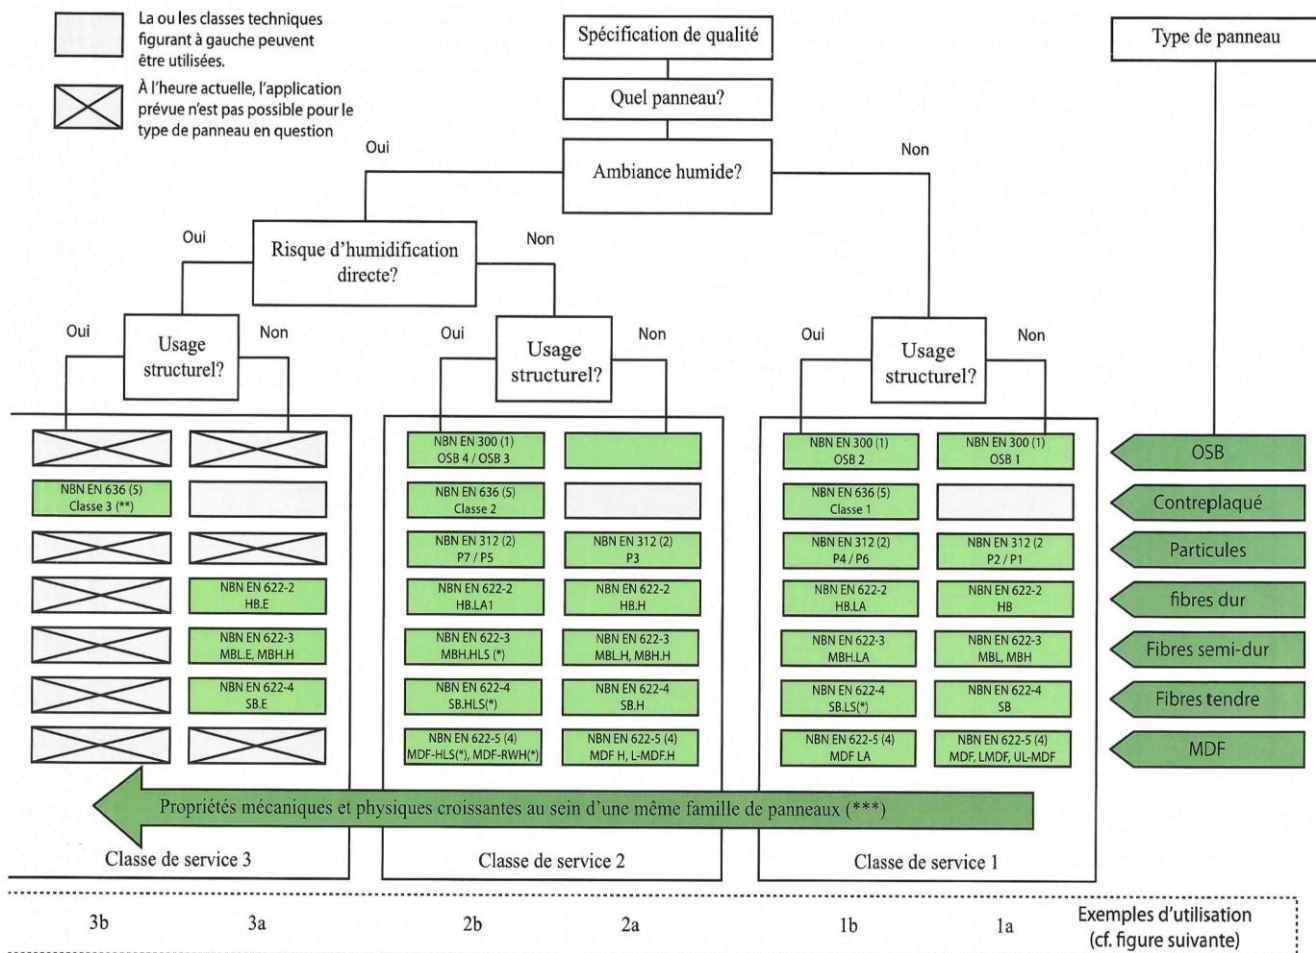 La ou les classes techniques
figurant à gauche peuvent
être utilisées.
À l'heure actuelle, l'application
prévue n'est pas possible pour le
type de panneau en question
Spécification de qualité
Type de panneau
Quel panneau?
Oui
Non
Ambiance humide?
Oui
Non
Risque d'humidification
directe?
Oui
Non
Oui
Non
Oui
Non
Usage
structurel?
Usage
structurel?
Usage
structurel?
NBN EN 300 (1)
OSB 4 / OSB 3
NBN EN 300 (1)
OSB 2
NBN EN 300 (1)
OSB 1
OSB
NBN EN 636 (5)
Classe 3 (**)
NBN EN 636 (5)
Classe 2
NBN EN 636 (5)
Classe 1
Contreplaqué
NBN EN 312 (2)
P7 / P5
NBN EN 312 (2)
P3
NBN EN 312 (2)
P4 / P6
NBN EN 312 (2
P2 / P1
Particules
NBN EN 622-2
HB.E
NBN EN 622-2
HB.LA1
NBN EN 622-2
HB.H
NBN EN 622-2
HB.LA
NBN EN 622-2
HB
fibres dur
NBN EN 622-3
MBL.E, MBH.H
NBN EN 622-3
MBH.HLS (*)
NBN EN 622-3
MBL.H, MBH.H
NBN EN 622-3
MBH.LA
NBN EN 622-3
MBL, MBH
Fibres semi-dur
NBN EN 622-4
SB.E
NBN EN 622-4
SB.HLS(*)
NBN EN 622-4
SB.H
NBN EN 622-4
SB.LS(*)
NBN EN 622-4
SB
Fibres tendre
NBN EN 622-5 (4)
MDF-HLS(*), MDF-RWH(*)
NBN EN 622-5 (4)
MDF H, L-MDF.H
NBN EN 622-5 (4)
MDF LA
NBN EN 622-5 (4)
MDF, LMDF, UL-MDF
MDF
Propriétés mécaniques et physiques croissantes au sein d'une même famille de panneaux (***)
Classe de service 3
Classe de service 2
Classe de service 1
3b
3a
2b
2a
1b
1a
Exemples d'utilisation
(cf. figure suivante)